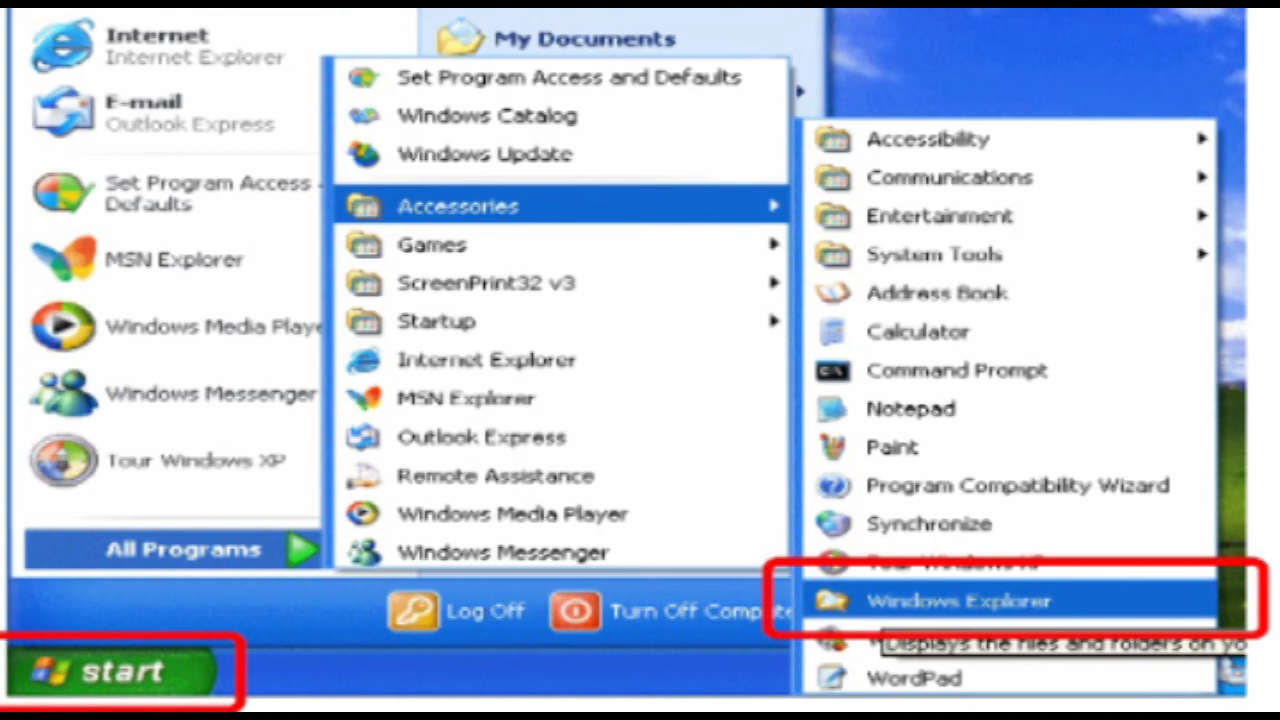 Internet
Internet Explorer
E-mail
Outlook Express
Set Program Access
Defaults
MSN Explorer
Windows Media Playe
Windows Messenger
Tour Windows XP
All Programs
My Documents
Set Program Access and Defaults
Windows Catalog
Windows Update
Accessories
Games
ScreenPrint32 v3
Startup
Internet Explorer
MSN Explorer
Outlook Express
Remote Assistance
Windows Media Player
Windows Messenger
Accessibility
Communications
Entertainment
System Tools
Address Book
Calculator
Command Prompt
Notepad
Paint
Program Compatibility Wizard
Synchronize
Tour Windows XP
Windows Explorer
Displays the files and folders on yo
WordPad
Log Off
Turn Off Compute
start